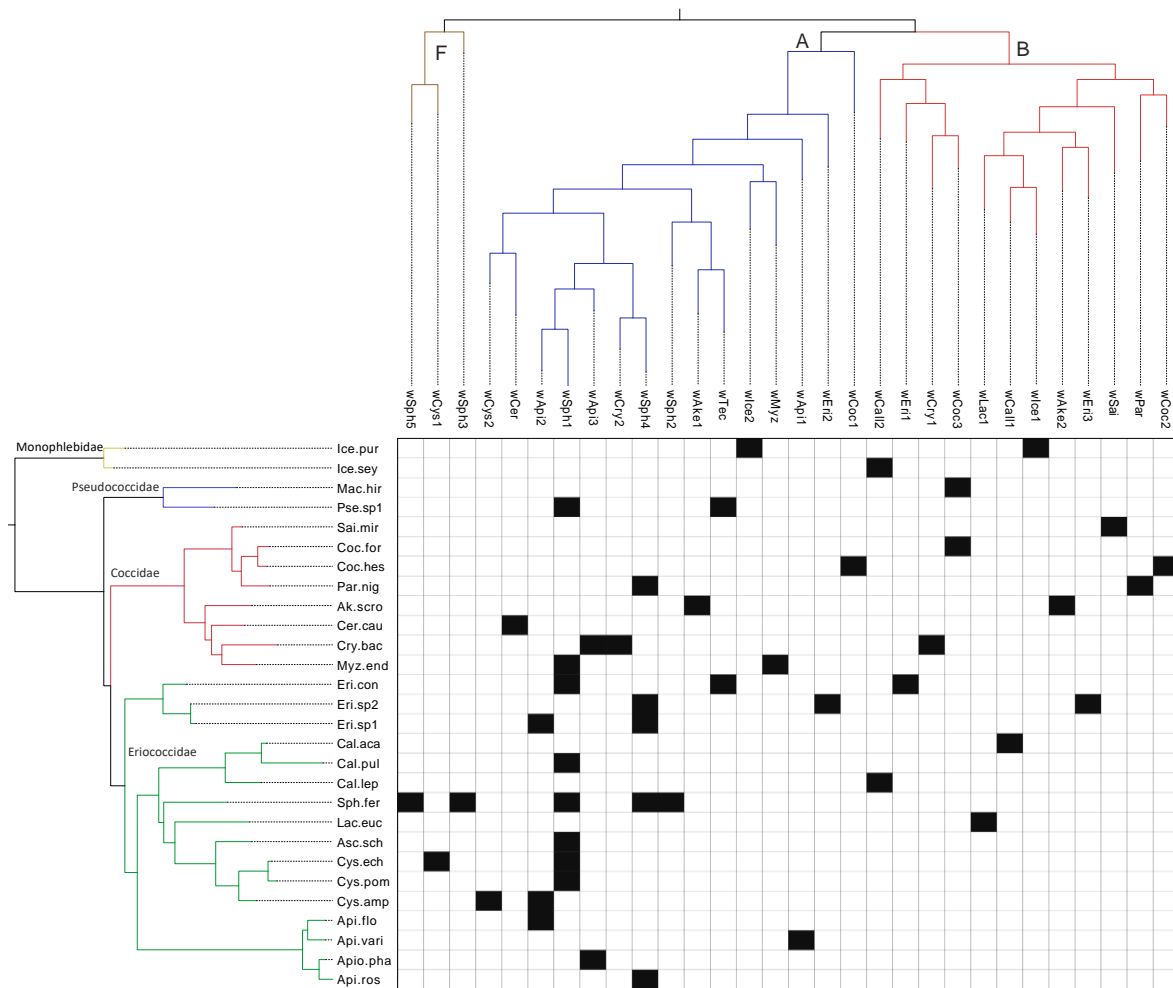 F
A
B
wSph5
wCys1
wSph3
wCys2
wCer
wApi2
wSph1
wApi3
wCry2
wSph4
wSph2
wAke1
wTec
wIce2
wMyz
wApi1
wEri2
wCoc1
wCall2
wEri1
wCry1
wCoc3
wLac1
wCall1
wIce1
wAke2
wEri3
wSai
wPar
wCoc2
Monophlebidae
Ice.pur
Ice.sey
Pseudococcidae
Mac.hir
Pse.sp1
Sai.mir
Coc.for
Coccidae
Coc.hes
Par.nig
Ak.scro
Cer.cau
Cry.bac
Myz.end
Eri.con
Eri.sp2
Eri.sp1
Cal.aca
Eriococcidae
Cal.pul
Cal.lep
Sph.fer
Lac.euc
Asc.sch
Cys.ech
Cys.pom
Cys.amp
Api.flo
Api.vari
Apio.pha
Api.ros